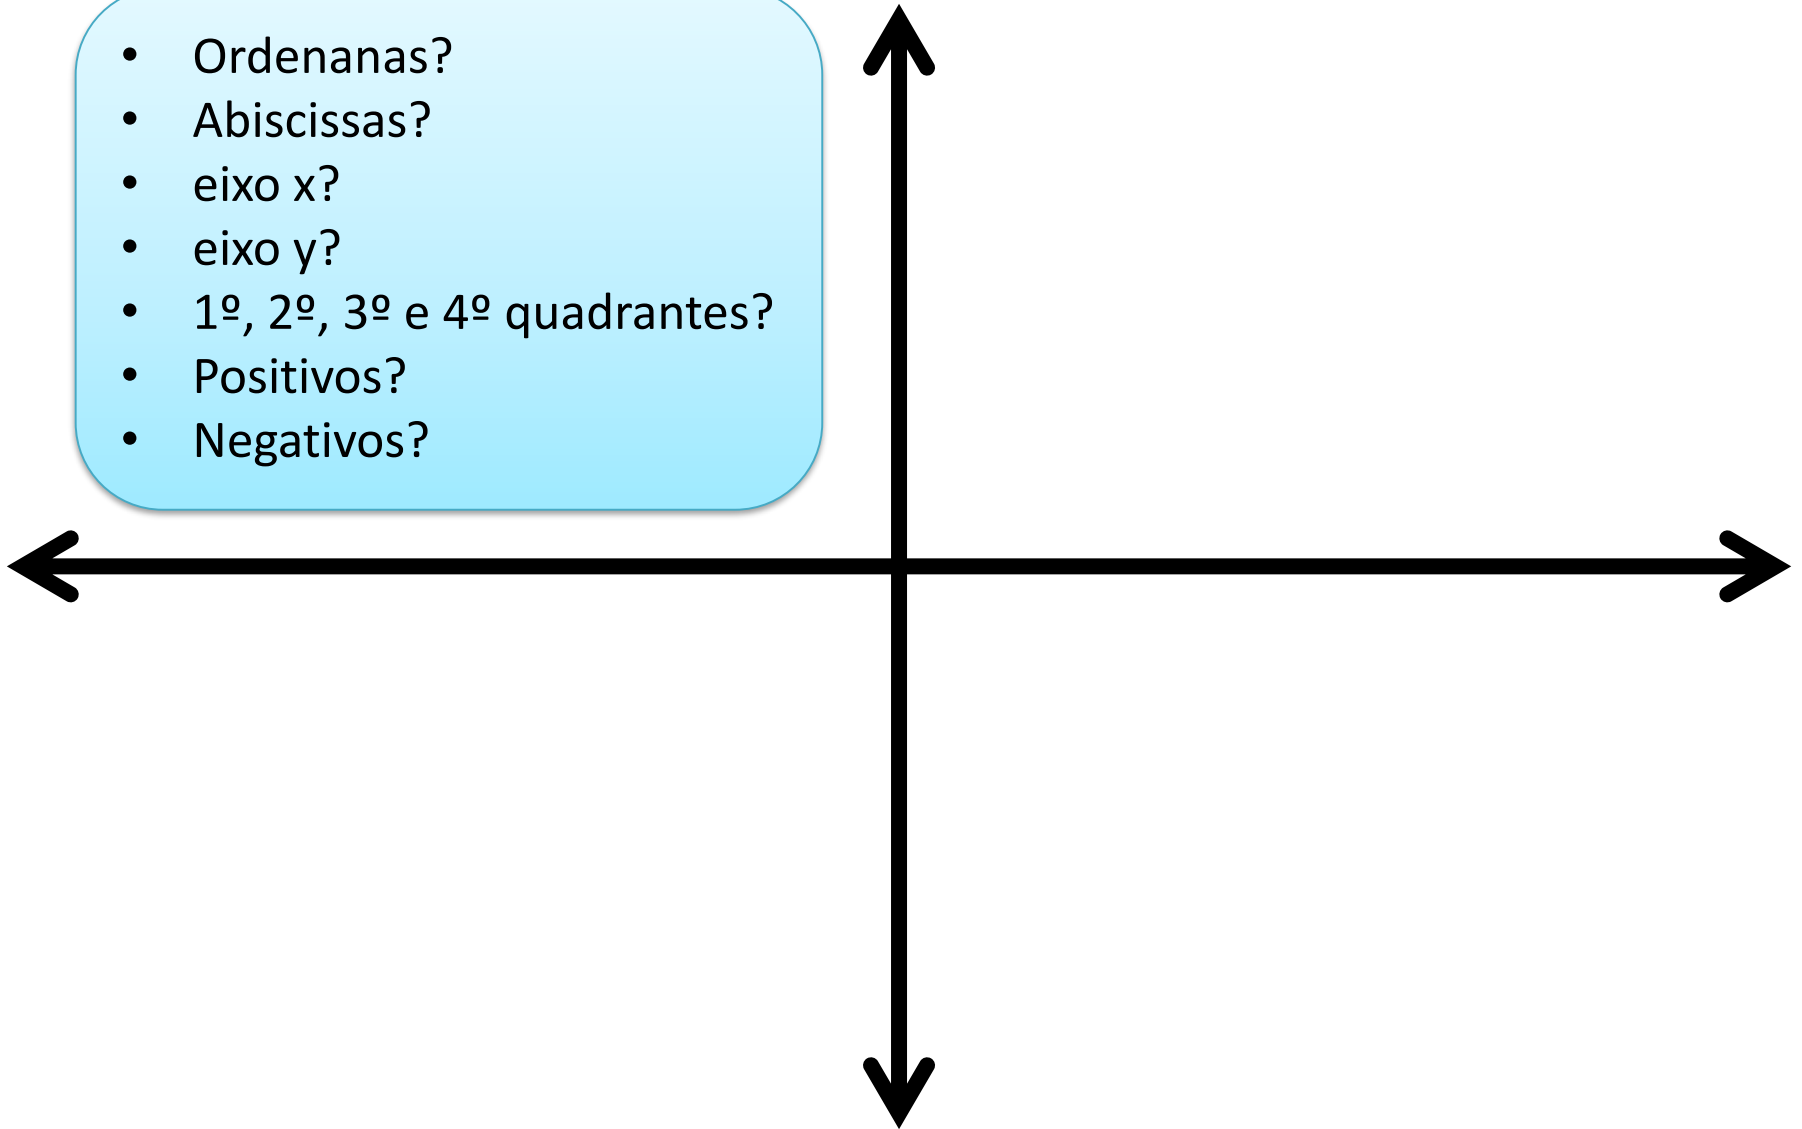 • Ordenanas?
• Abiscissas?
• eixo x?
• eixo y?
• 1º, 2º, 3º e 4º quadrantes?
• Positivos?
• Negativos?